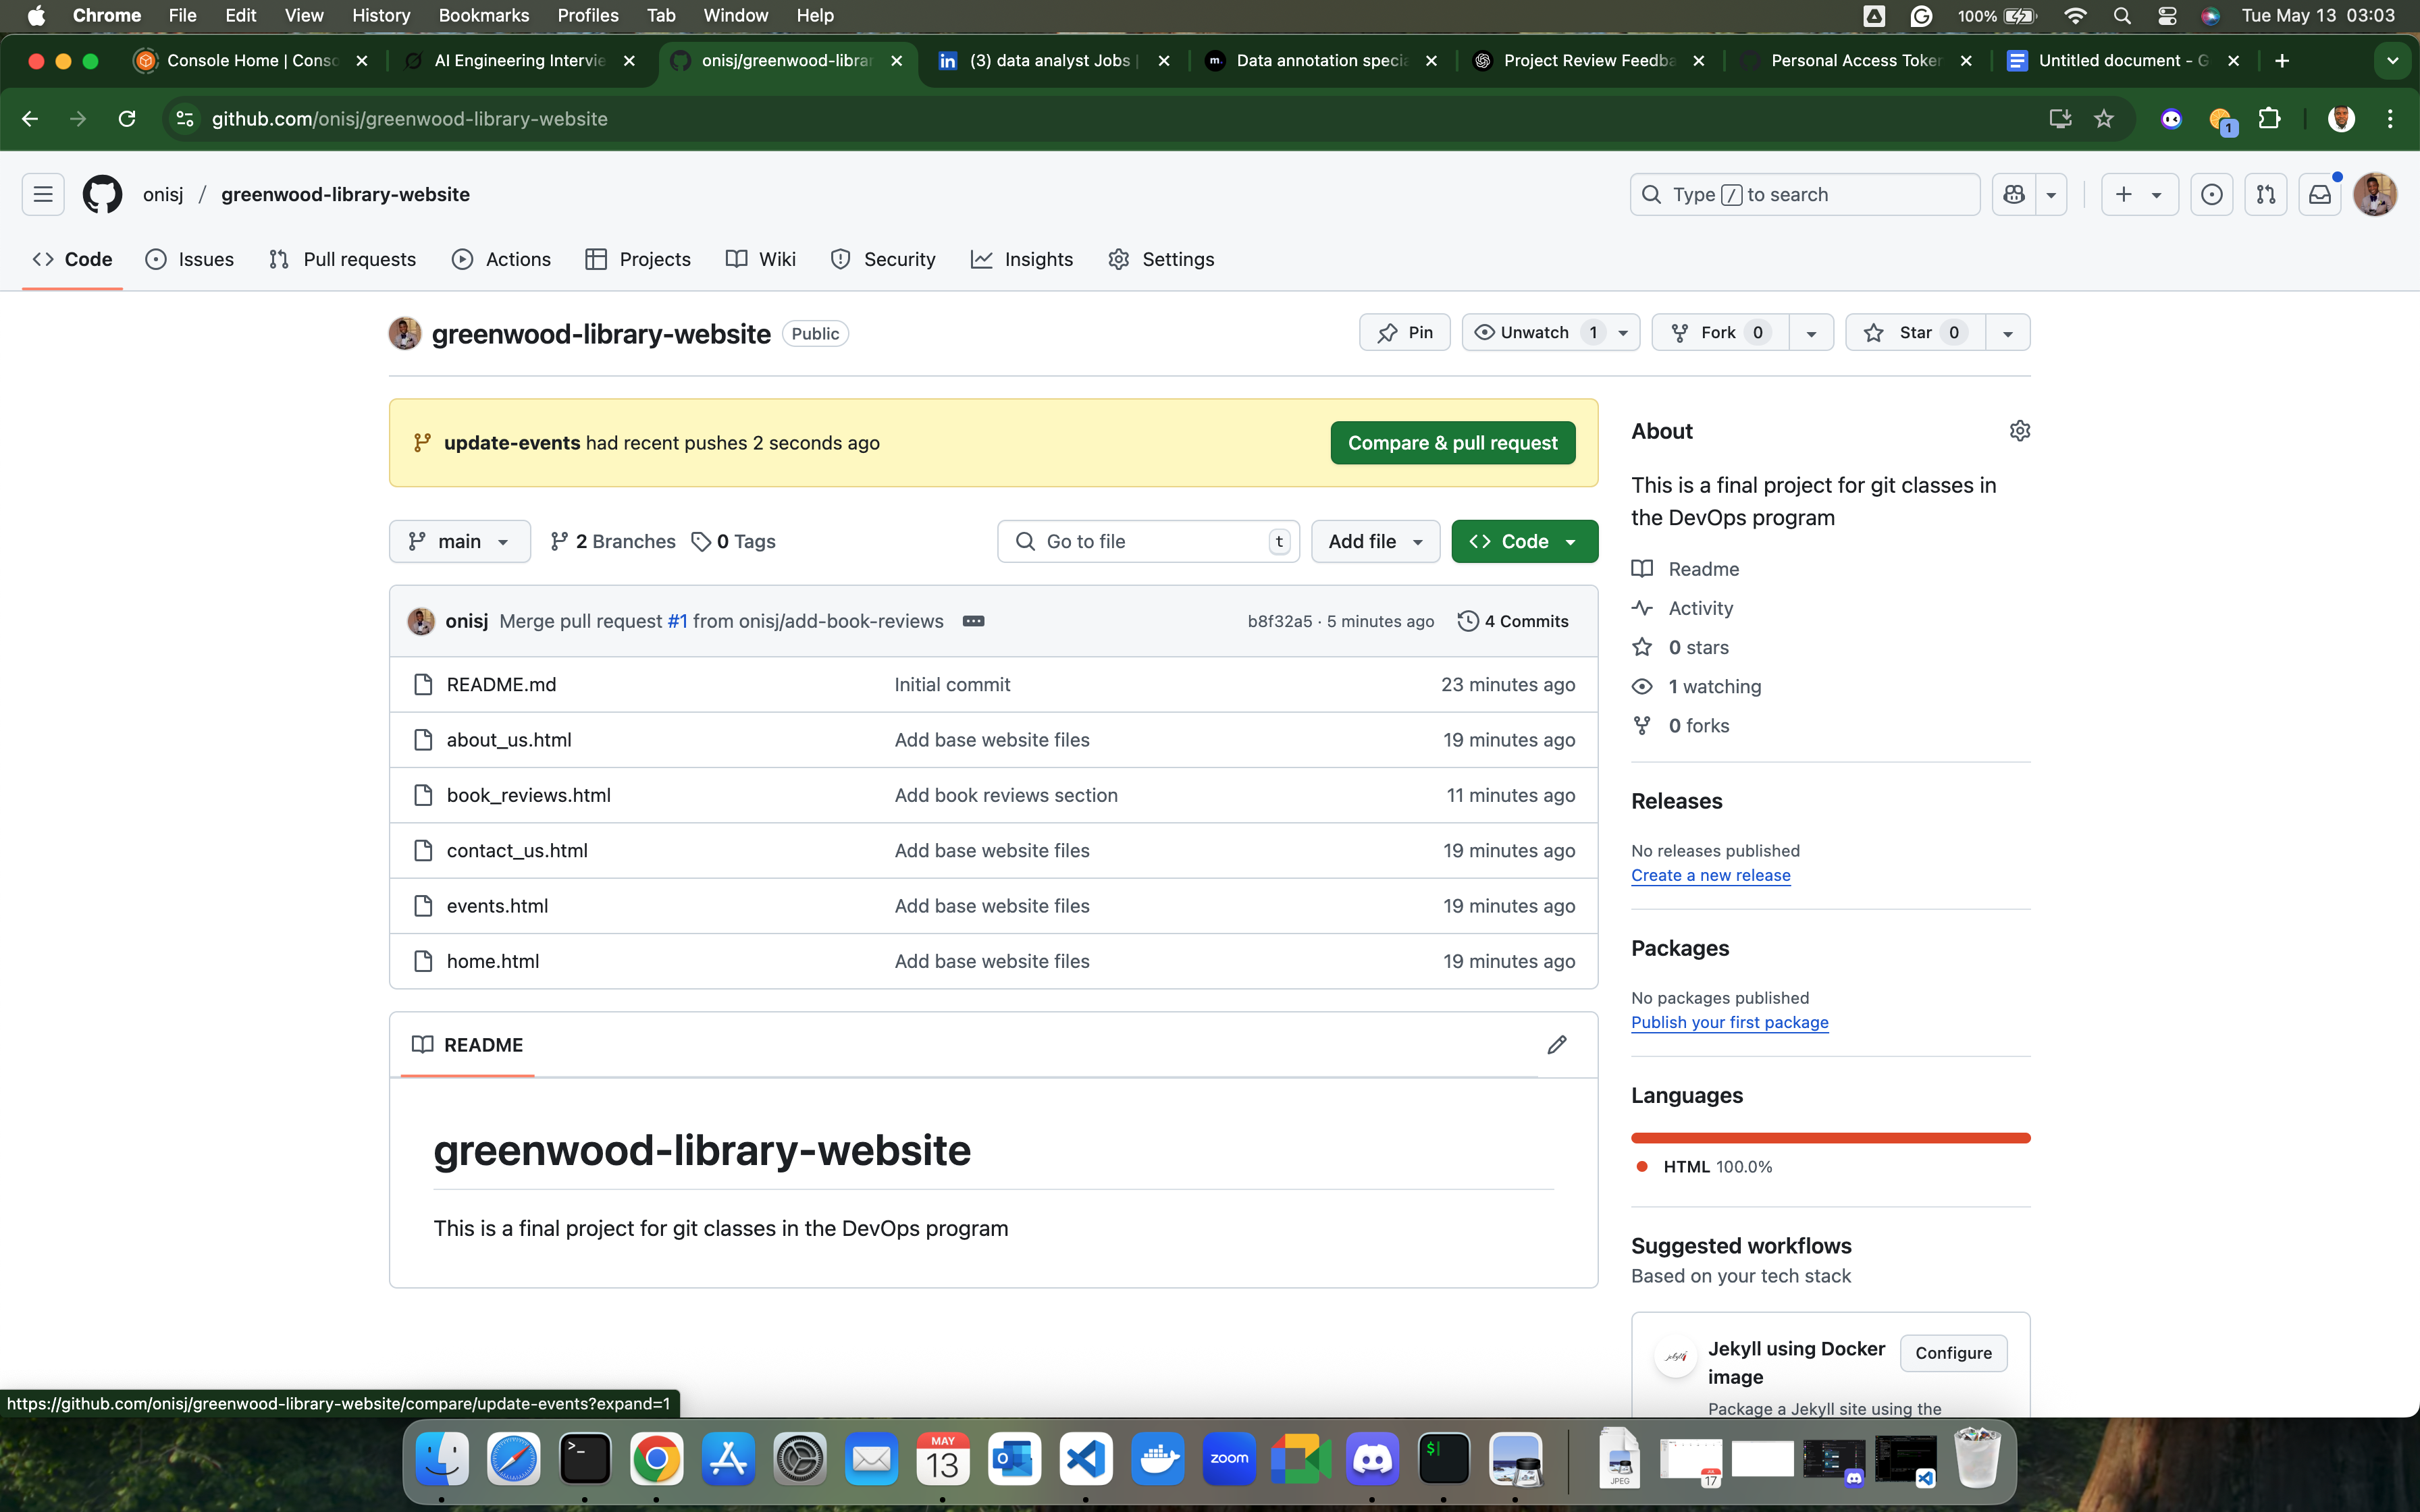 Chrome File Edit View History Bookmarks Profiles Tab Window Help 100% Tue May 13 03:03
Console Home | Consc AI Engineering Intervie onisj/greenwood-librar (3) data analyst Jobs | m. Data annotation specia Project Review Feedba Personal Access Token Untitled document - G
github.com/onisj/greenwood-library-website 1
onisj / greenwood-library-website Type / to search
Code Issues Pull requests Actions Projects Wiki Security Insights Settings
greenwood-library-website Public Pin Unwatch 1 Fork 0 Star 0
update-events had recent pushes 2 seconds ago Compare & pull request
main 2 Branches 0 Tags Go to file t Add file Code
onisj Merge pull request #1 from onisj/add-book-reviews b8f32a5 · 5 minutes ago 4 Commits
README.md Initial commit 23 minutes ago
about_us.html Add base website files 19 minutes ago
book_reviews.html Add book reviews section 11 minutes ago
contact_us.html Add base website files 19 minutes ago
events.html Add base website files 19 minutes ago
home.html Add base website files 19 minutes ago
README
greenwood-library-website
This is a final project for git classes in the DevOps program
About
This is a final project for git classes in
the DevOps program
Readme
Activity
0 stars
1 watching
0 forks
Releases
No releases published
Create a new release
Packages
No packages published
Publish your first package
Languages
HTML 100.0%
Suggested workflows
Based on your tech stack
Jekyll using Docker
image
Configure
Package a Jekyll site using the
https://github.com/onisj/greenwood-library-website/compare/update-events?expand=1
MAY
13
zoom
$
JPEG
17